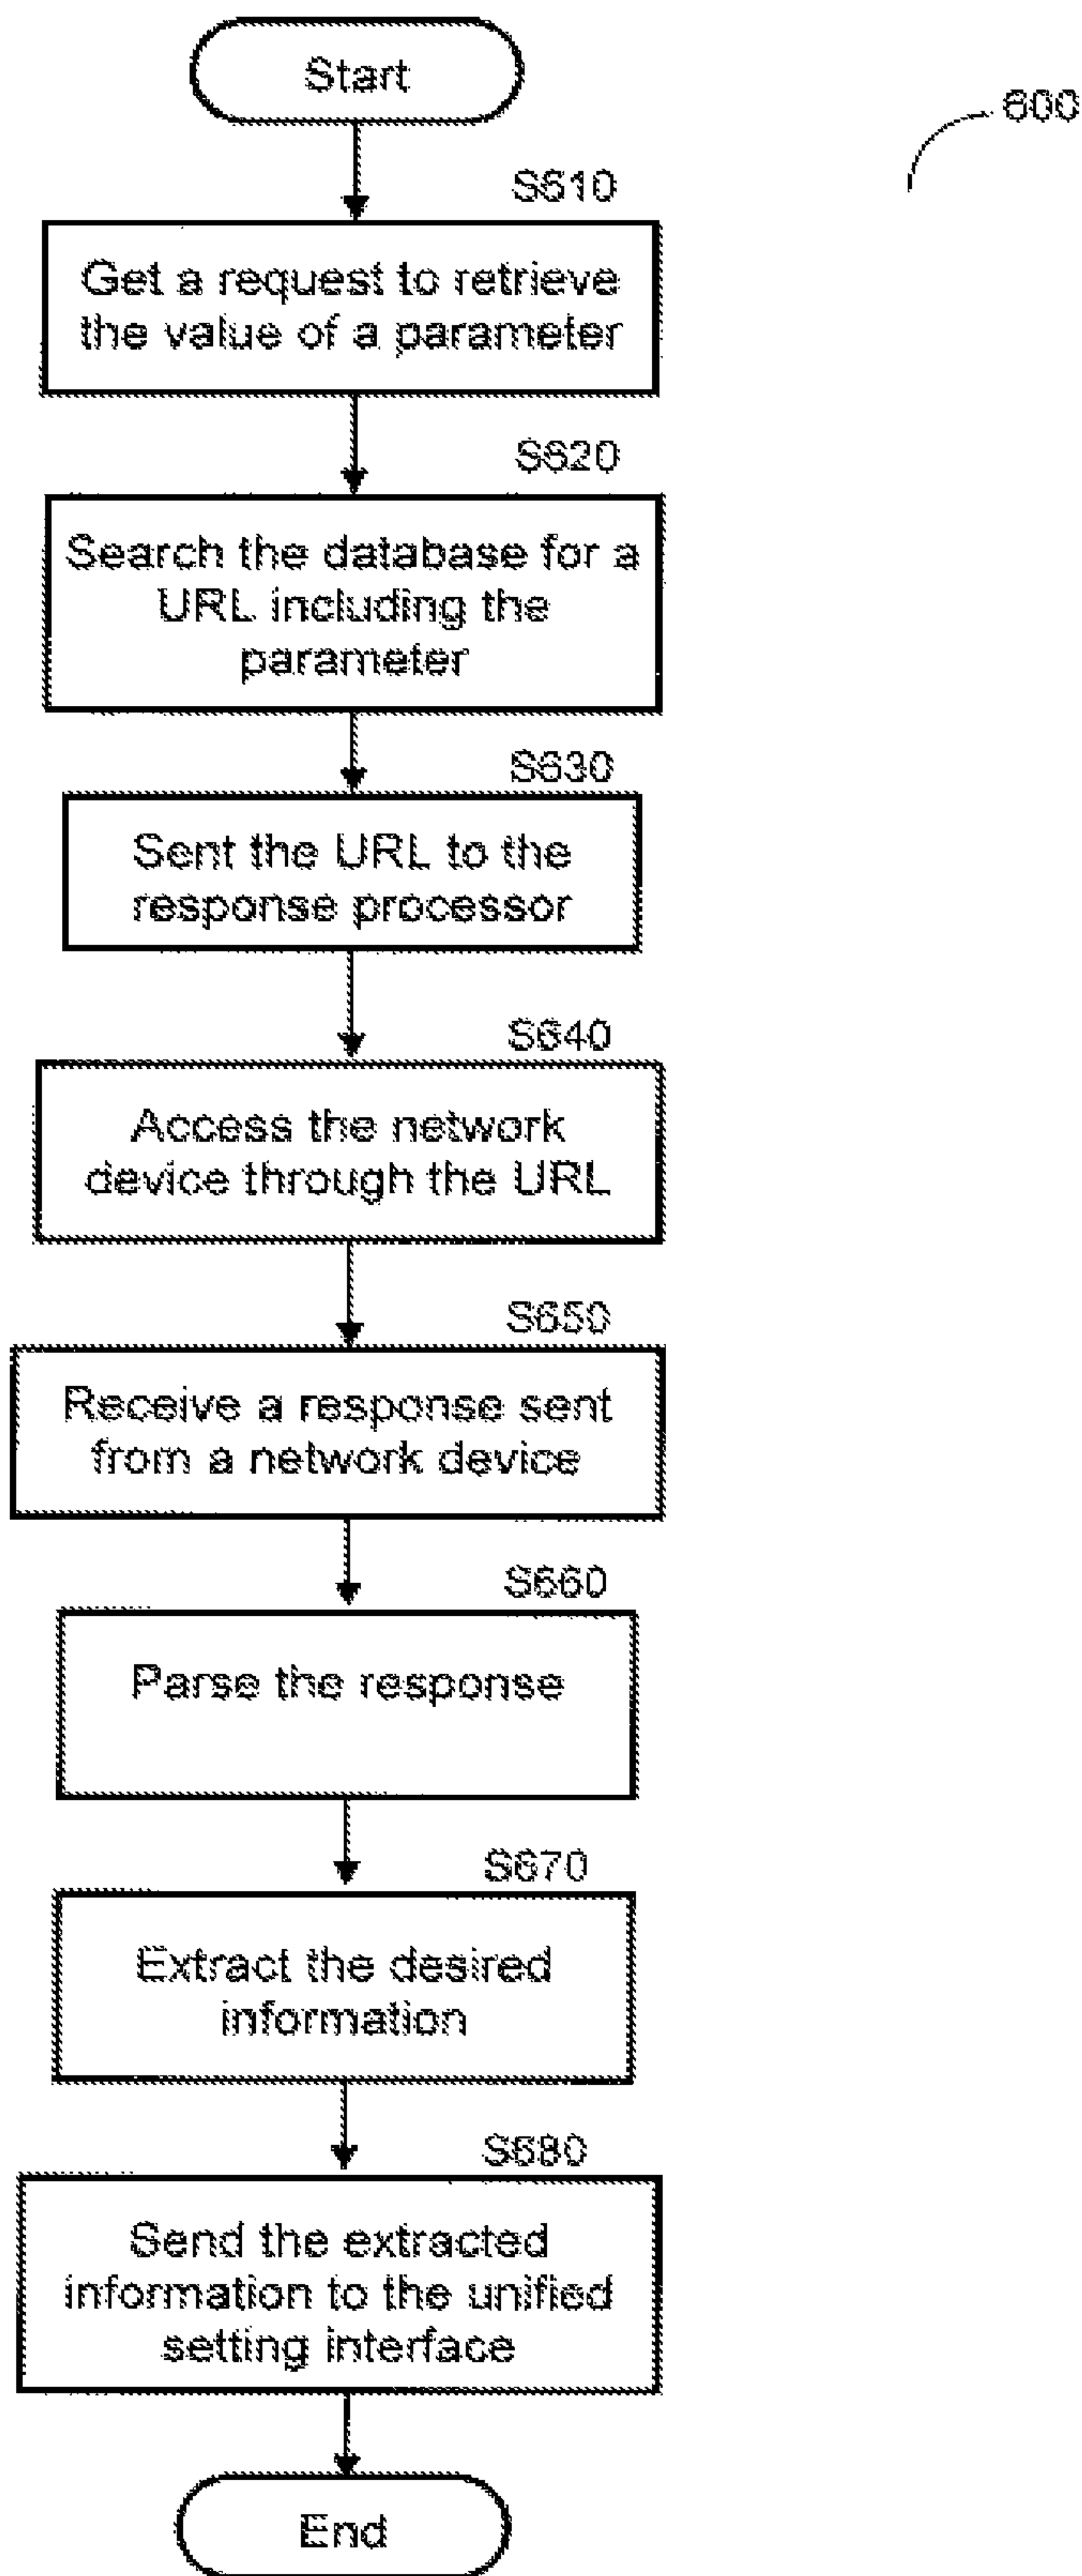 Start
600
S610
Get a request to retrieve
the value of a parameter
S620
Search the database for a
URL including the
parameter
S630
Sent the URL to the
response processor
S640
Access the network
device through the URL
S650
Receive a response sent
from a network device
S660
Parse the response
S670
Extract the desired
information
S680
Send the extracted
information to the unified
setting interface
End